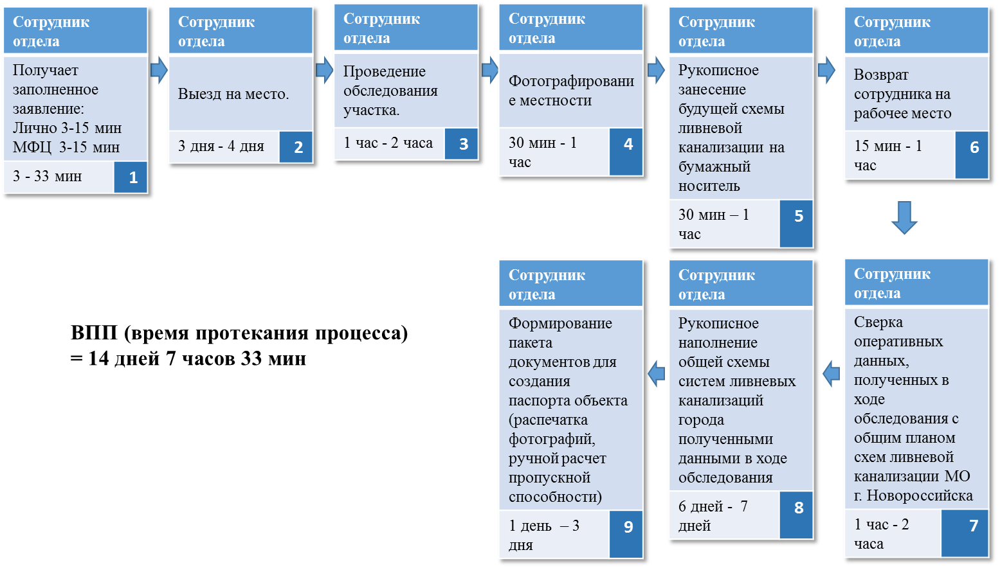 Сотрудник
отдела
Получает
заполненное
заявление:
Лично 3-15 мин
МФЦ  3-15 мин
3 - 33 мин
1
Сотрудник
отдела
Выезд на место.
3 дня - 4 дня
2
Сотрудник
отдела
Проведение
обследования
участка.
1 час - 2 часа
3
Сотрудник
отдела
Фотографировани
е местности
30 мин - 1
час
4
Сотрудник
отдела
Рукописное
занесение
будущей схемы
ливневой
канализации на
бумажный
носитель
30 мин – 1
час
5
Сотрудник
отдела
Возврат
сотрудника на
рабочее место
15 мин - 1
час
6
Сотрудник
отдела
Сверка
оперативных
данных,
полученных в
ходе
обследования с
общим планом
схем ливневой
канализации МО
г. Новороссийска
1 час - 2
часа
7
Сотрудник
отдела
Рукописное
наполнение
общей схемы
систем ливневых
канализаций
города
полученными
данными в ходе
обследования
6 дней -  7
дней
8
Сотрудник
отдела
Формирование
пакета
документов для
создания
паспорта объекта
(распечатка
фотографий,
ручной расчет
пропускной
способности)
1 день  – 3
дня
9
ВПП (время протекания процесса)
= 14 дней 7 часов 33 мин